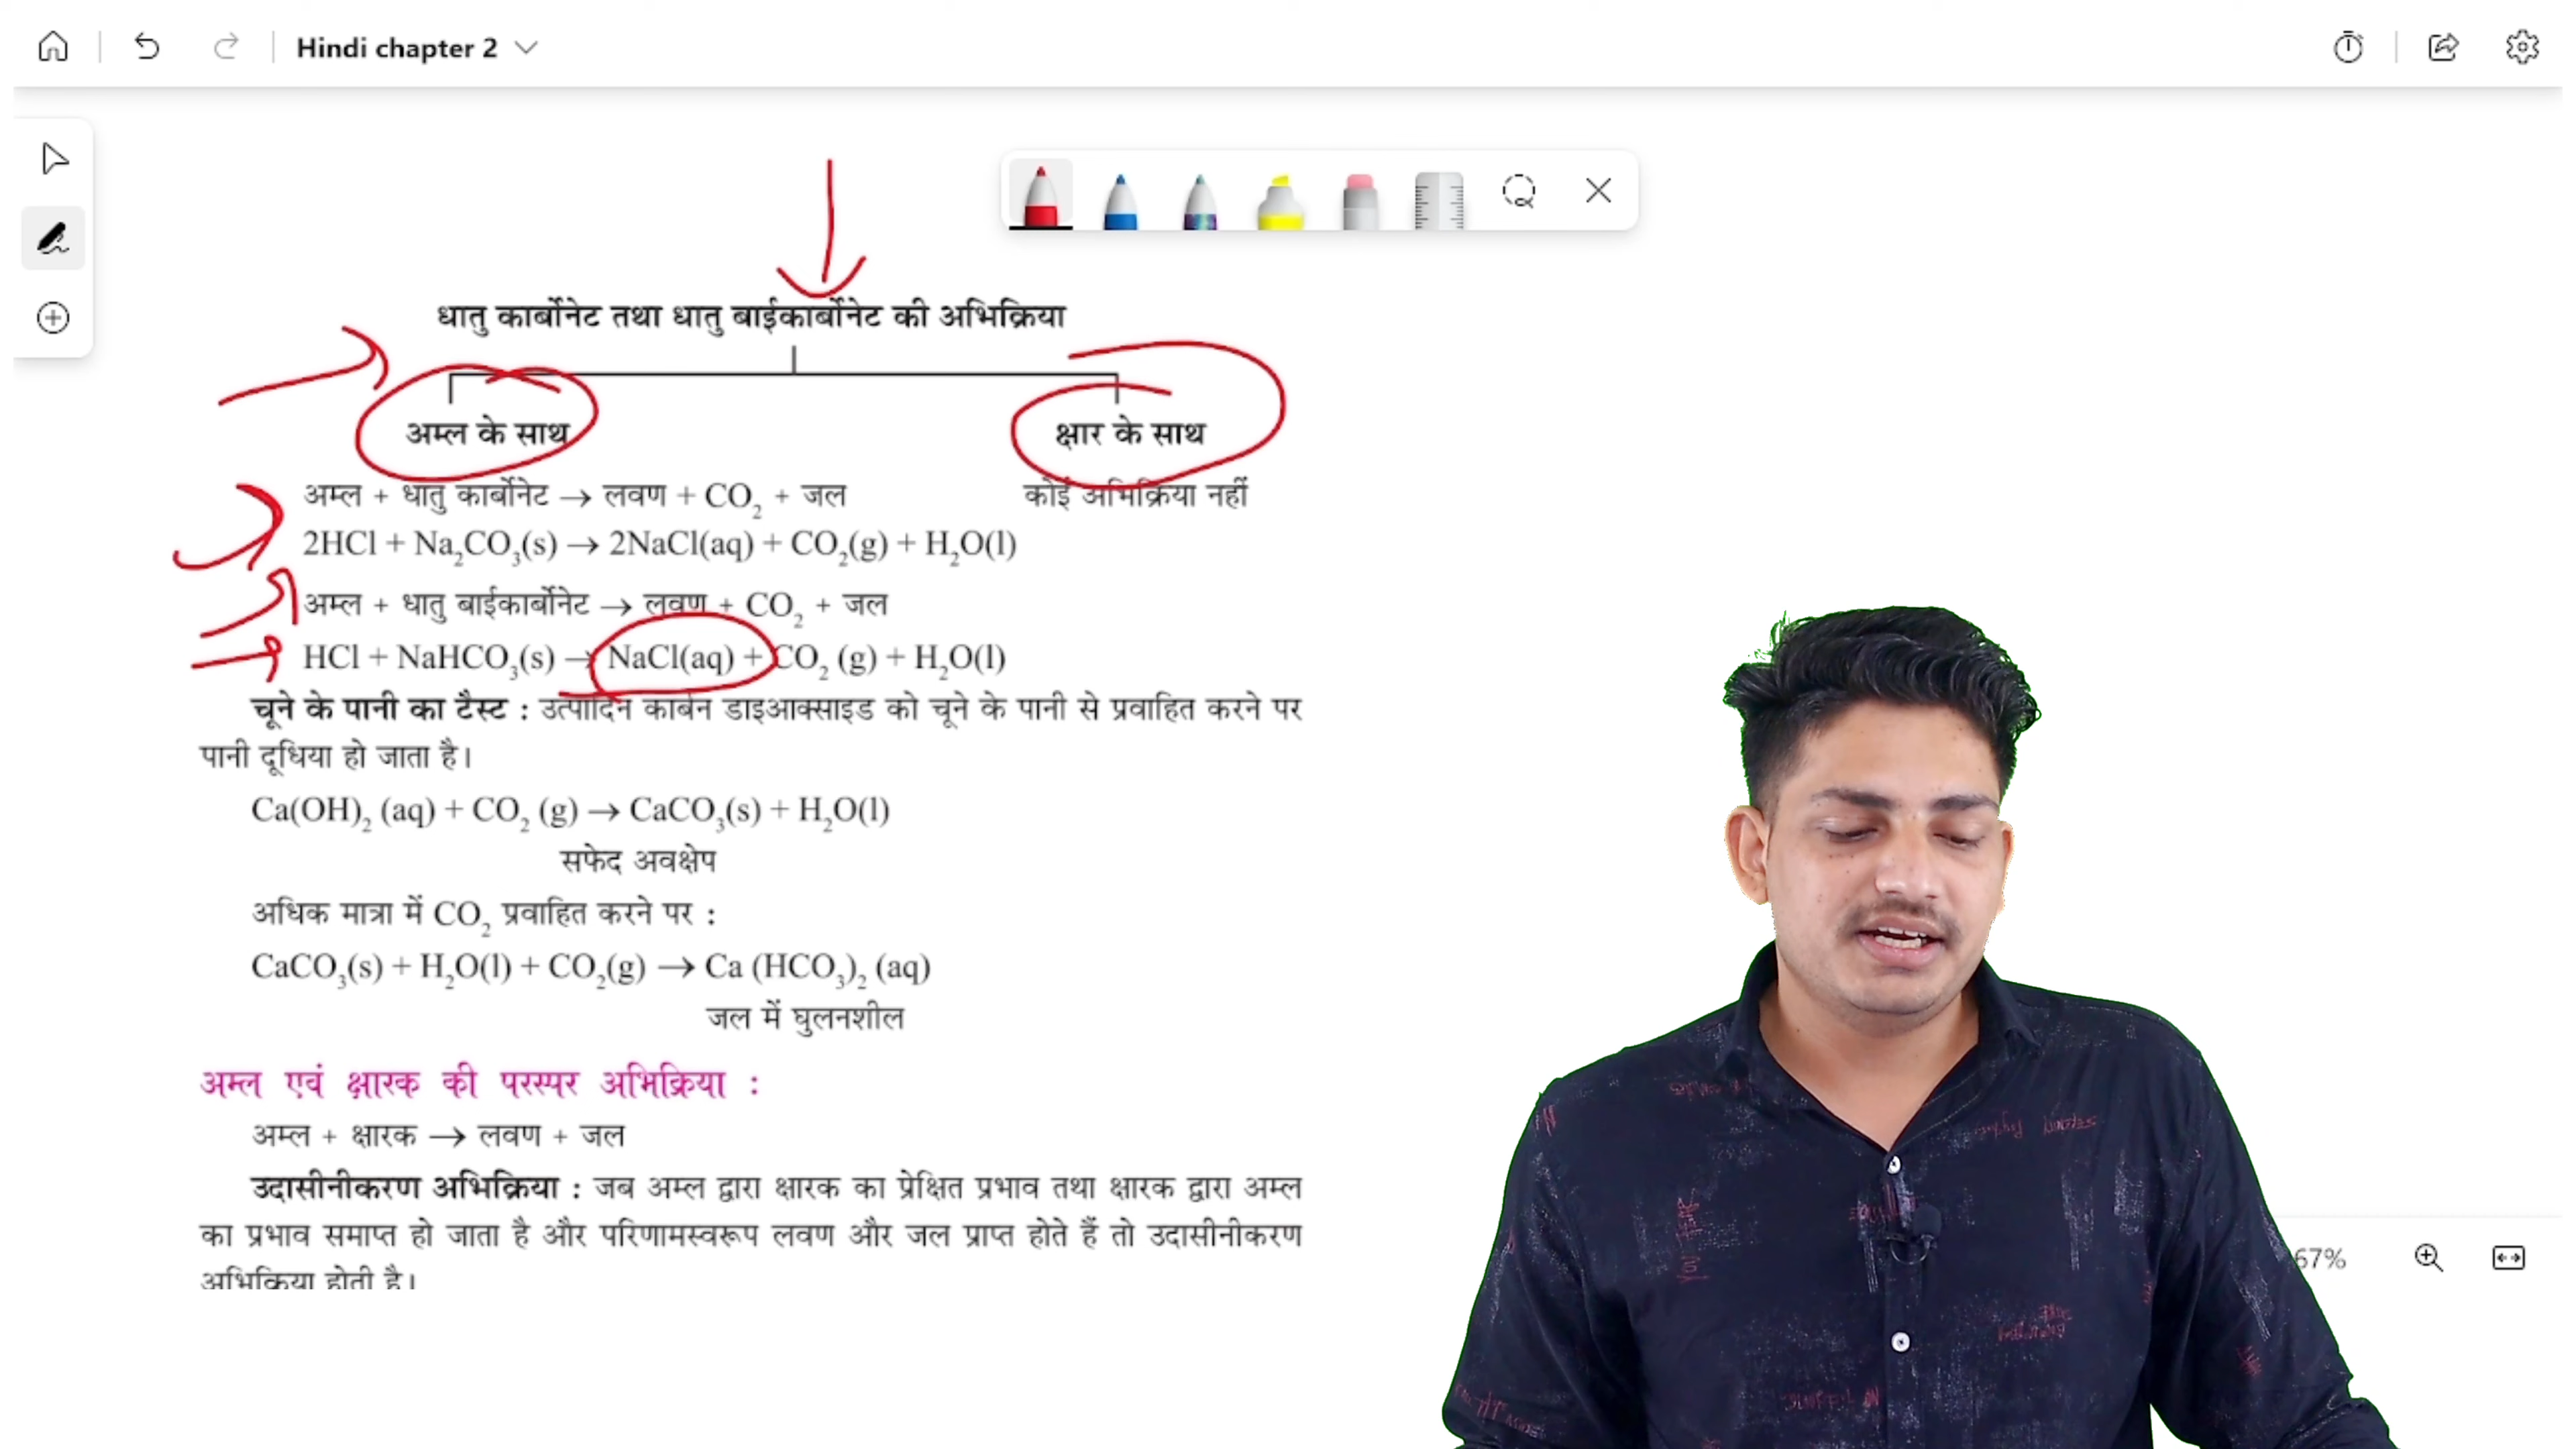 Hindi chapter 2
धातु कार्बोनेट तथा धातु बाईकार्बोनेट की अभिक्रिया
अम्ल के साथ
क्षार के साथ
अम्ल + धातु कार्बोनेट → लवण + CO₂ + जल
कोई अभिक्रिया नहीं
2HCl + Na₂CO₃(s) → 2NaCl(aq) + CO₂(g) + H₂O(l)
अम्ल + धातु बाईकार्बोनेट → लवण + CO₂ + जल
HCl + NaHCO₃(s) → NaCl(aq) + CO₂ (g) + H₂O(l)
चूने के पानी का टैस्ट : उत्पादिन कार्बन डाइआक्साइड को चूने के पानी से प्रवाहित करने पर
पानी दूधिया हो जाता है।
Ca(OH)₂ (aq) + CO₂ (g) → CaCO₃(s) + H₂O(l)
सफेद अवक्षेप
अधिक मात्रा में CO₂ प्रवाहित करने पर :
CaCO₃(s) + H₂O(l) + CO₂(g) → Ca (HCO₃)₂ (aq)
जल में घुलनशील
अम्ल एवं क्षारक की परस्पर अभिक्रिया :
अम्ल + क्षारक → लवण + जल
उदासीनीकरण अभिक्रिया : जब अम्ल द्वारा क्षारक का प्रेक्षित प्रभाव तथा क्षारक द्वारा अम्ल
का प्रभाव समाप्त हो जाता है और परिणामस्वरूप लवण और जल प्राप्त होते हैं तो उदासीनीकरण
अभिक्रिया होती है।
67%